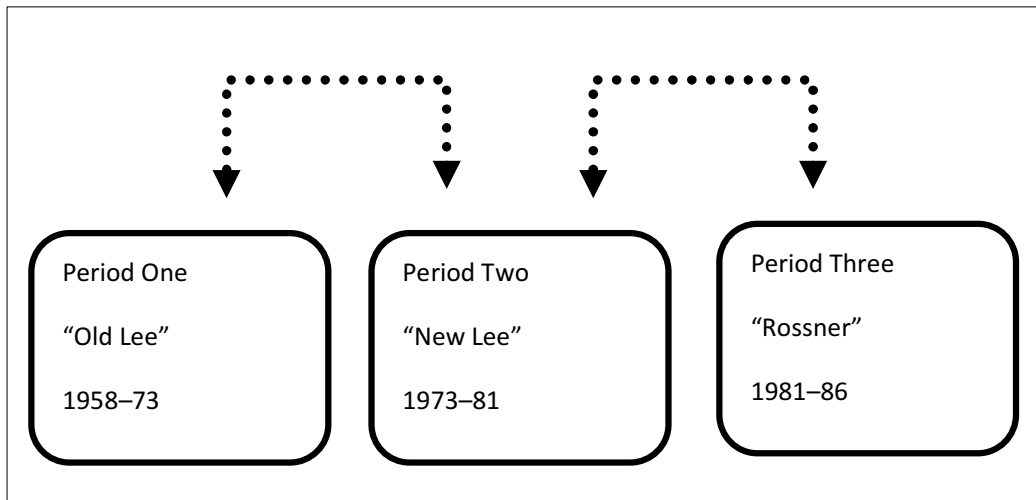 Period One
“Old Lee”
1958–73
Period Two
“New Lee”
1973–81
Period Three
“Rossner”
1981–86